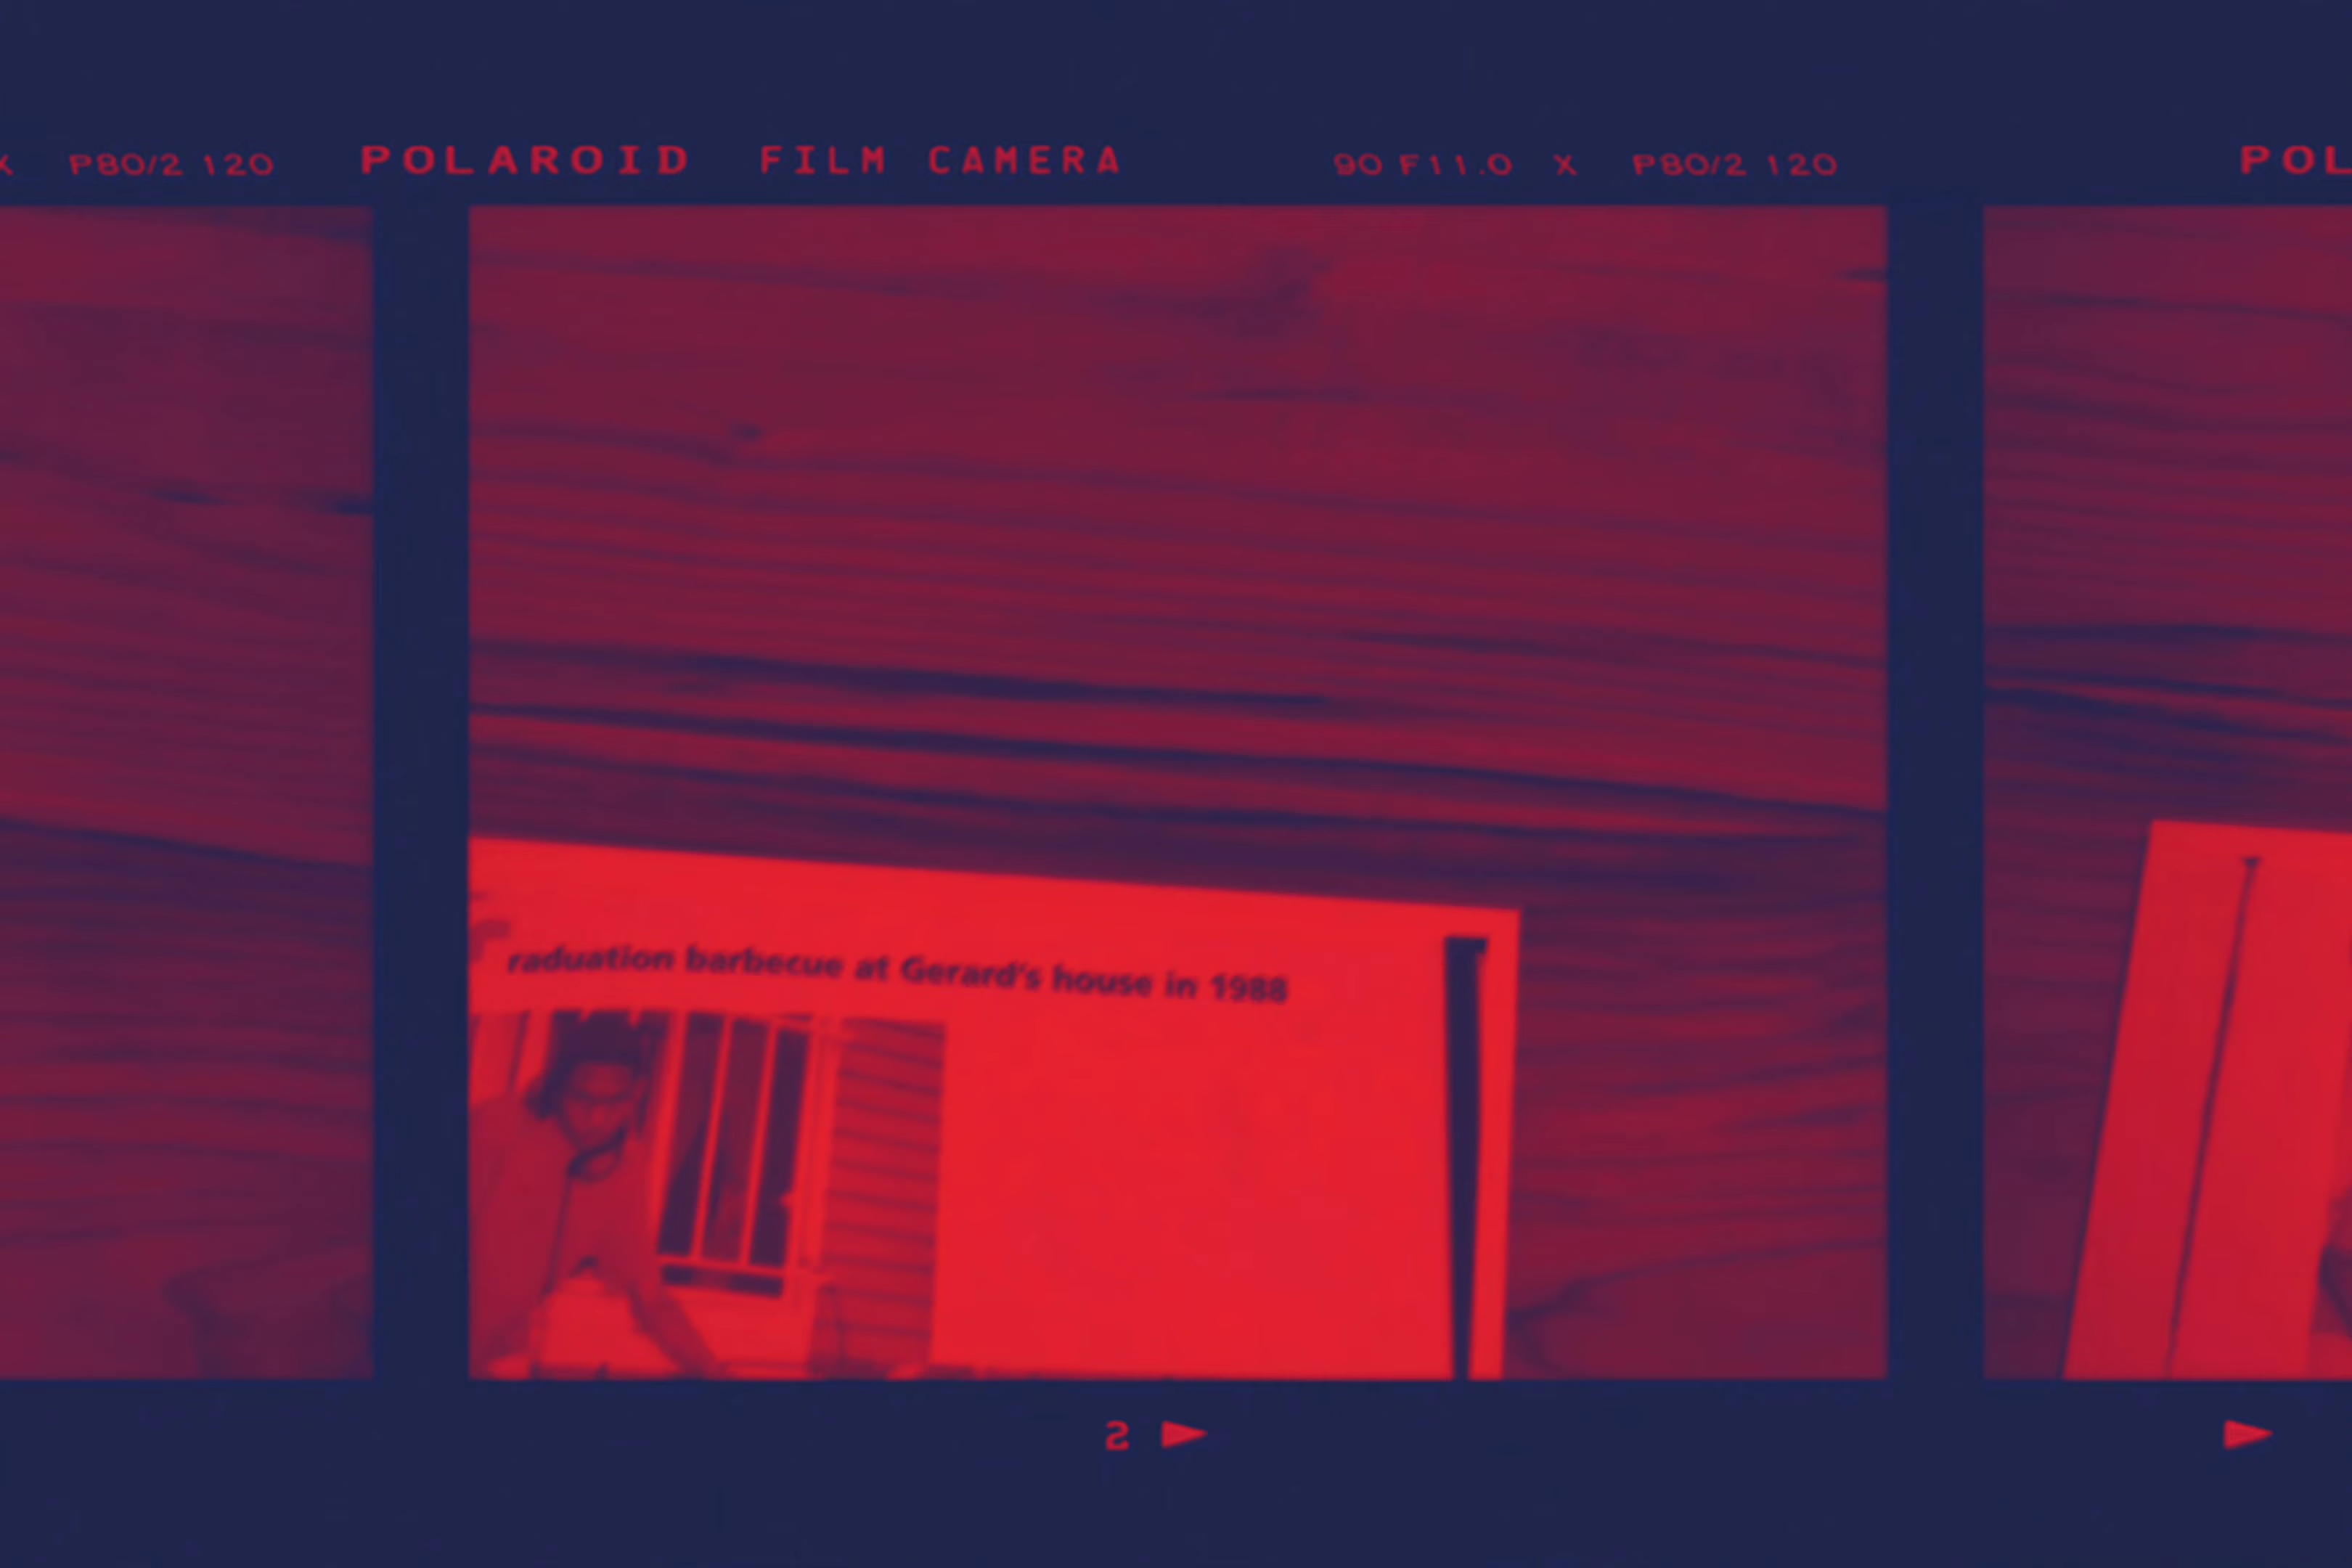 X P80/2 120 POLAROID FILM CAMERA 90 F11.0 X P80/2 120 POL
raduation barbecue at Gerard's house in 1988
2